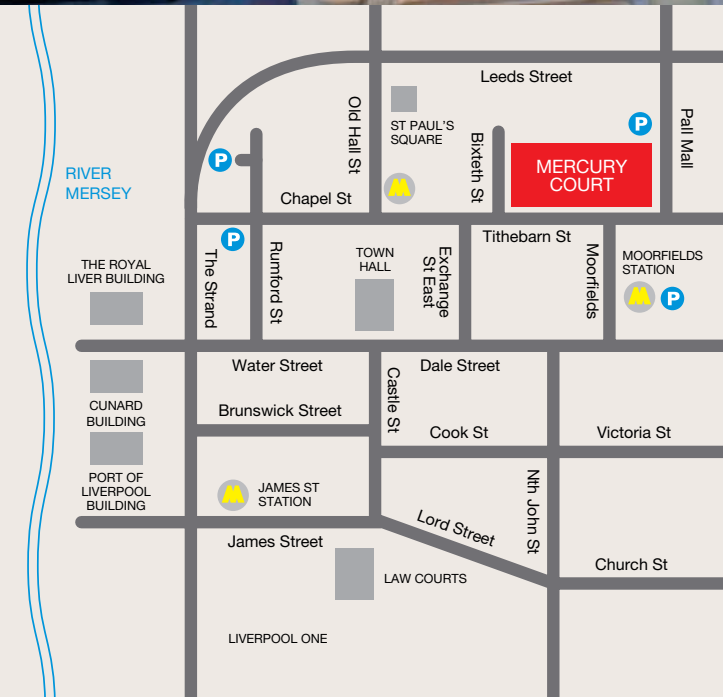 Leeds Street
Old Hall St
ST PAUL'S
SQUARE
Bixteth St
P
Pall Mall
MERCURY
COURT
P
RIVER
MERSEY
Chapel St
M
P
The Strand
Rumford St
TOWN
HALL
Exchange
St East
Tithebarn St
Moorfields
MOORFIELDS
STATION
M
P
THE ROYAL
LIVER BUILDING
Water Street
Castle St
Dale Street
CUNARD
BUILDING
Brunswick Street
Cook St
Victoria St
PORT OF
LIVERPOOL
BUILDING
M
JAMES ST
STATION
Nth John St
James Street
Lord Street
Church St
LAW COURTS
LIVERPOOL ONE